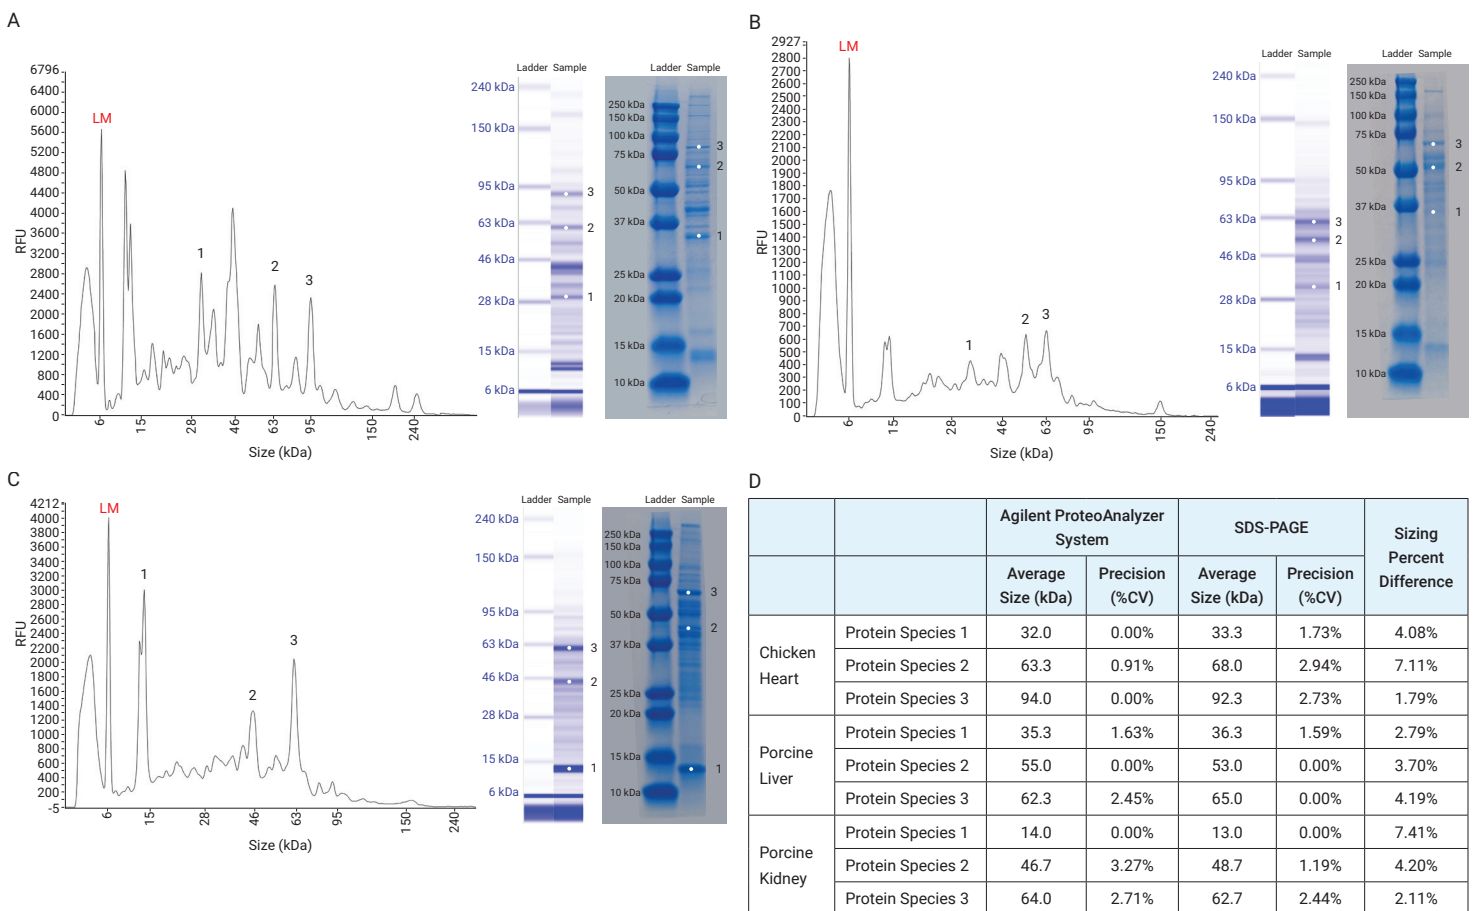 A
6796
6400
6000
5600
5200
4800
4400
4000
3600
3200
2800
2400
2000
1600
1200
800
400
0
RFU
LM
1
2
3
6
15
28
46
63
95
150
240
Size (kDa)
Ladder Sample
240 kDa
150 kDa
95 kDa
63 kDa
46 kDa
28 kDa
15 kDa
6 kDa
3
2
1
Ladder Sample
250 kDa
150 kDa
100 kDa
75 kDa
50 kDa
37 kDa
25 kDa
20 kDa
15 kDa
10 kDa
3
2
1
B
2927
2800
2700
2600
2500
2400
2300
2200
2100
2000
1900
1800
1700
1600
1500
1400
1300
1200
1100
1000
900
800
700
600
500
400
300
200
100
0
RFU
LM
1
2
3
6
15
28
46
63
95
150
240
Size (kDa)
Ladder Sample
240 kDa
150 kDa
95 kDa
63 kDa
46 kDa
28 kDa
15 kDa
6 kDa
3
2
1
Ladder Sample
250 kDa
150 kDa
100 kDa
75 kDa
50 kDa
37 kDa
25 kDa
20 kDa
15 kDa
10 kDa
3
2
1
C
4212
4000
3800
3600
3400
3200
3000
2800
2600
2400
2200
2000
1800
1600
1400
1200
1000
800
600
400
200
-5
RFU
LM
1
2
3
6
15
28
46
63
95
150
240
Size (kDa)
Ladder Sample
240 kDa
150 kDa
95 kDa
63 kDa
46 kDa
28 kDa
15 kDa
6 kDa
3
2
1
Ladder Sample
250 kDa
150 kDa
100 kDa
75 kDa
50 kDa
37 kDa
25 kDa
20 kDa
15 kDa
10 kDa
3
2
1
D
Agilent ProteoAnalyzer System
SDS-PAGE
Sizing Percent Difference
Average Size (kDa)
Precision (%CV)
Average Size (kDa)
Precision (%CV)
Chicken Heart
Protein Species 1 32.0 0.00% 33.3 1.73% 4.08%
Protein Species 2 63.3 0.91% 68.0 2.94% 7.11%
Protein Species 3 94.0 0.00% 92.3 2.73% 1.79%
Porcine Liver
Protein Species 1 35.3 1.63% 36.3 1.59% 2.79%
Protein Species 2 55.0 0.00% 53.0 0.00% 3.70%
Protein Species 3 62.3 2.45% 65.0 0.00% 4.19%
Porcine Kidney
Protein Species 1 14.0 0.00% 13.0 0.00% 7.41%
Protein Species 2 46.7 3.27% 48.7 1.19% 4.20%
Protein Species 3 64.0 2.71% 62.7 2.44% 2.11%